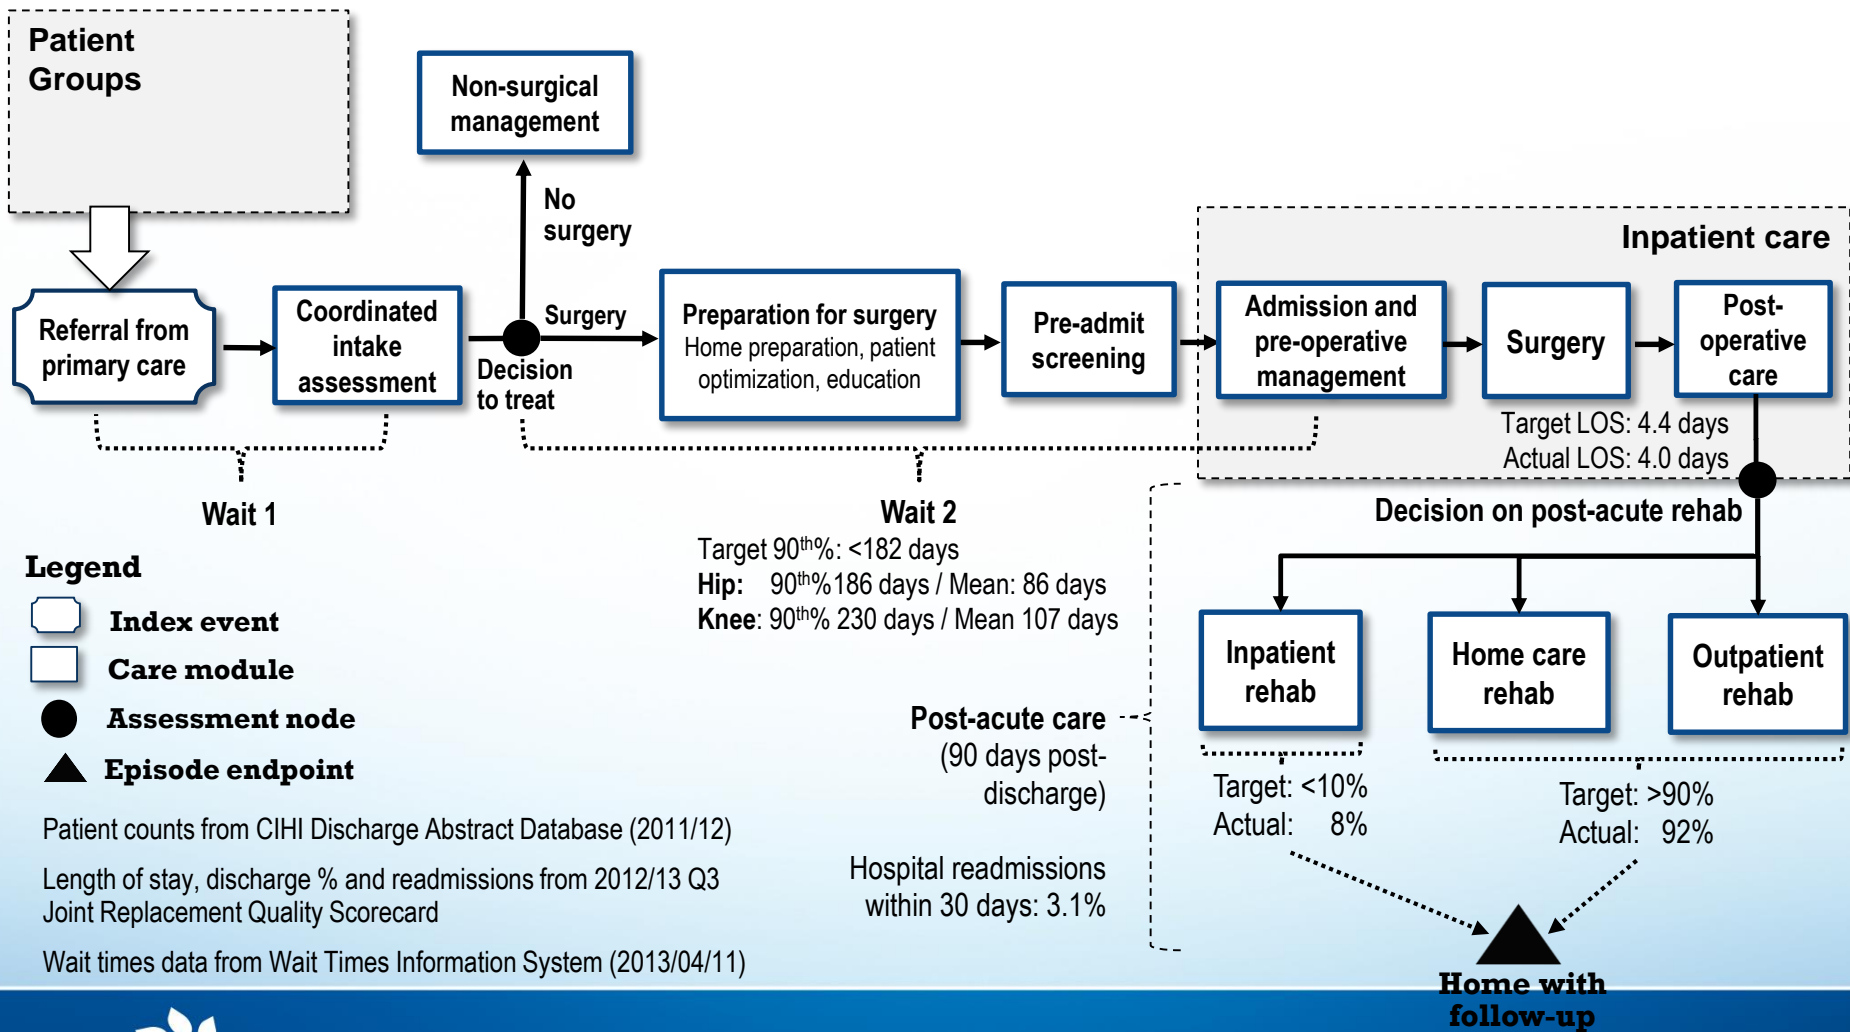 Patient
Groups
Non-surgical
management
No
surgery
Inpatient care
Referral from
primary care
Coordinated
intake
assessment
Surgery
Decision
to treat
Preparation for surgery
Home preparation, patient
optimization, education
Pre-admit
screening
Admission and
pre-operative
management
Surgery
Post-
operative
care
Target LOS: 4.4 days
Actual LOS: 4.0 days
Wait 1
Wait 2
Target 90th%: <182 days
Hip: 90th%186 days / Mean: 86 days
Knee: 90th% 230 days / Mean 107 days
Decision on post-acute rehab
Legend
Index event
Care module
Assessment node
Episode endpoint
Inpatient
rehab
Home care
rehab
Outpatient
rehab
Post-acute care
(90 days post-
discharge)
Hospital readmissions
within 30 days: 3.1%
Target: <10%
Actual: 8%
Target: >90%
Actual: 92%
Patient counts from CIHI Discharge Abstract Database (2011/12)
Length of stay, discharge % and readmissions from 2012/13 Q3
Joint Replacement Quality Scorecard
Wait times data from Wait Times Information System (2013/04/11)
Home with
follow-up